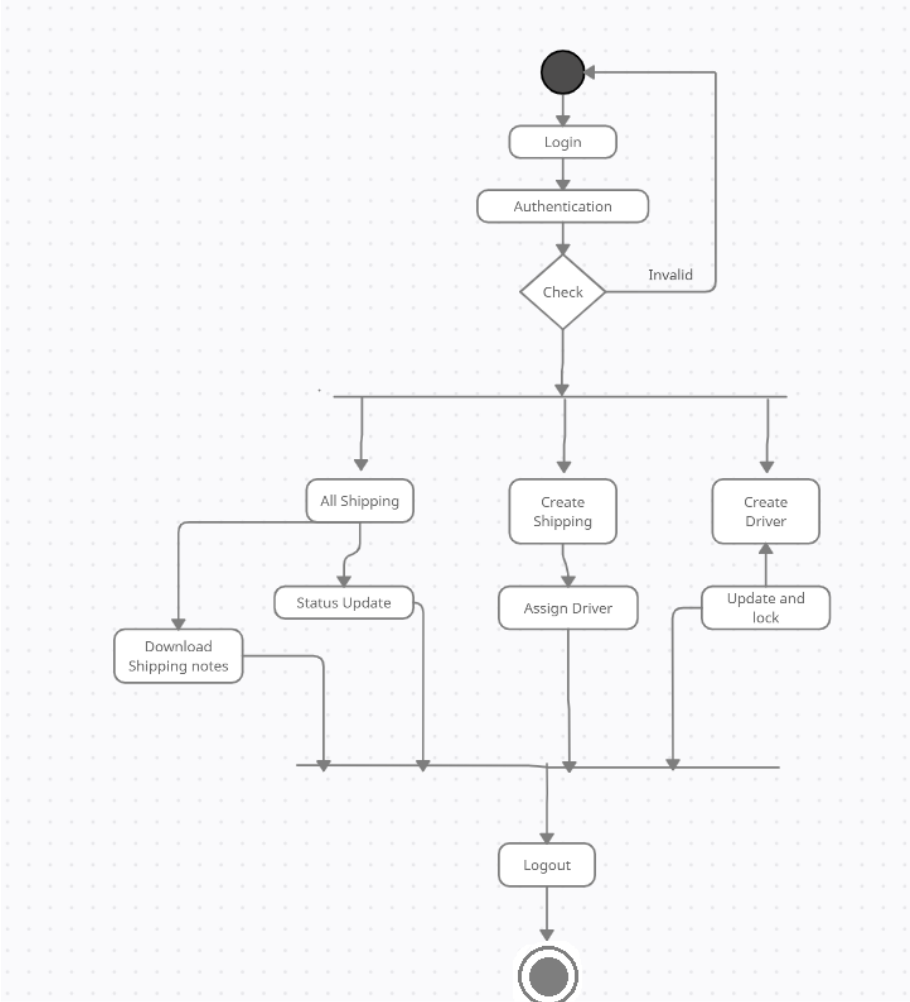 Login
Authentication
Check
Invalid
All Shipping
Create
Shipping
Create
Driver
Status Update
Assign Driver
Update and
lock
Download
Shipping notes
Logout